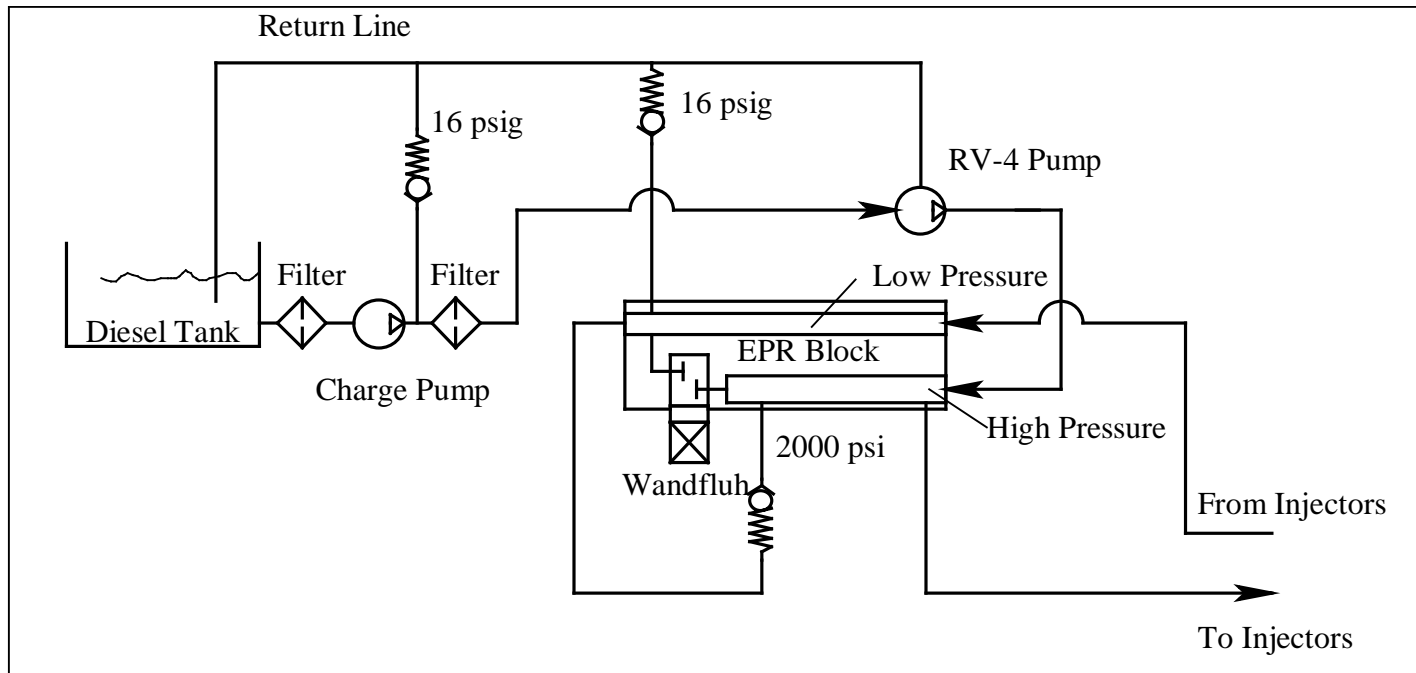 Return Line
16 psig
16 psig
RV-4 Pump
Filter
Filter
Low Pressure
Diesel Tank
EPR Block
Charge Pump
High Pressure
2000 psi
Wandfluh
From Injectors
To Injectors